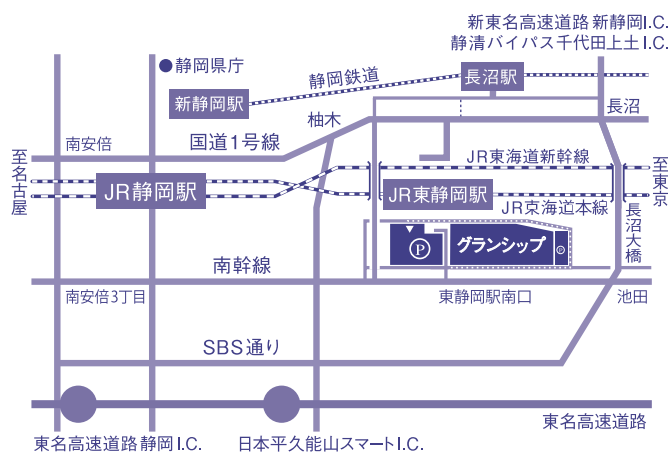 新東名高速道路 新静岡I.C.
静清バイパス千代田上土I.C.
静岡県庁
静岡鉄道
長沼駅
新静岡駅
柚木
長沼
南安倍
国道1号線
至名古屋
JR静岡駅
JR東海道新幹線
至東京
JR東静岡駅
JR東海道本線
長沼大橋
P
グランシップ
南幹線
南安倍3丁目
東静岡駅南口
池田
SBS通り
東名高速道路
東名高速道路 静岡I.C.
日本平久能山スマートI.C.